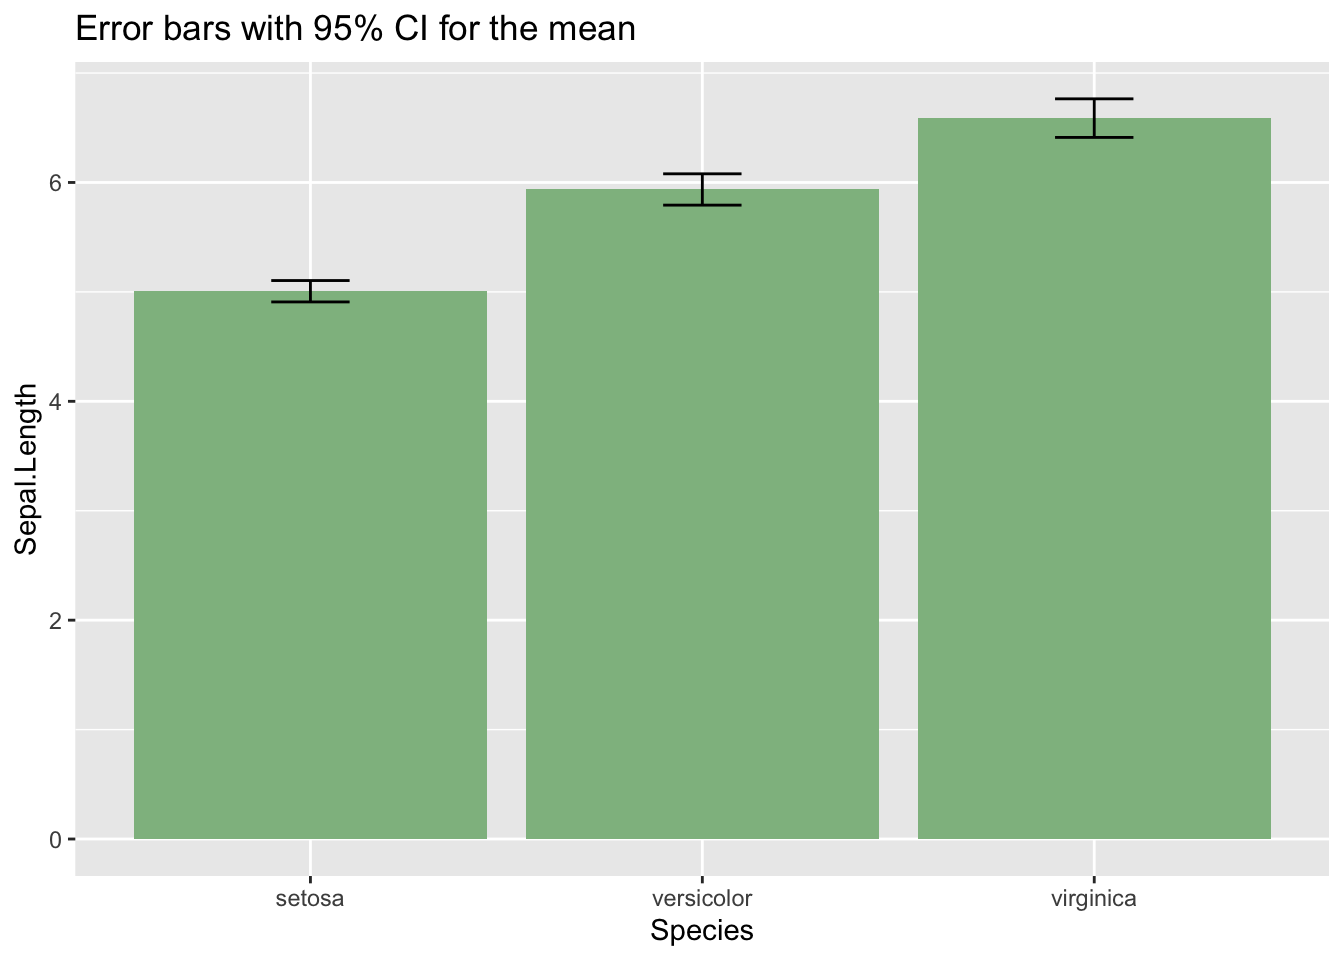 Error bars with 95% CI for the mean
Sepal.Length
6
4
2
0
setosa
versicolor
virginica
Species